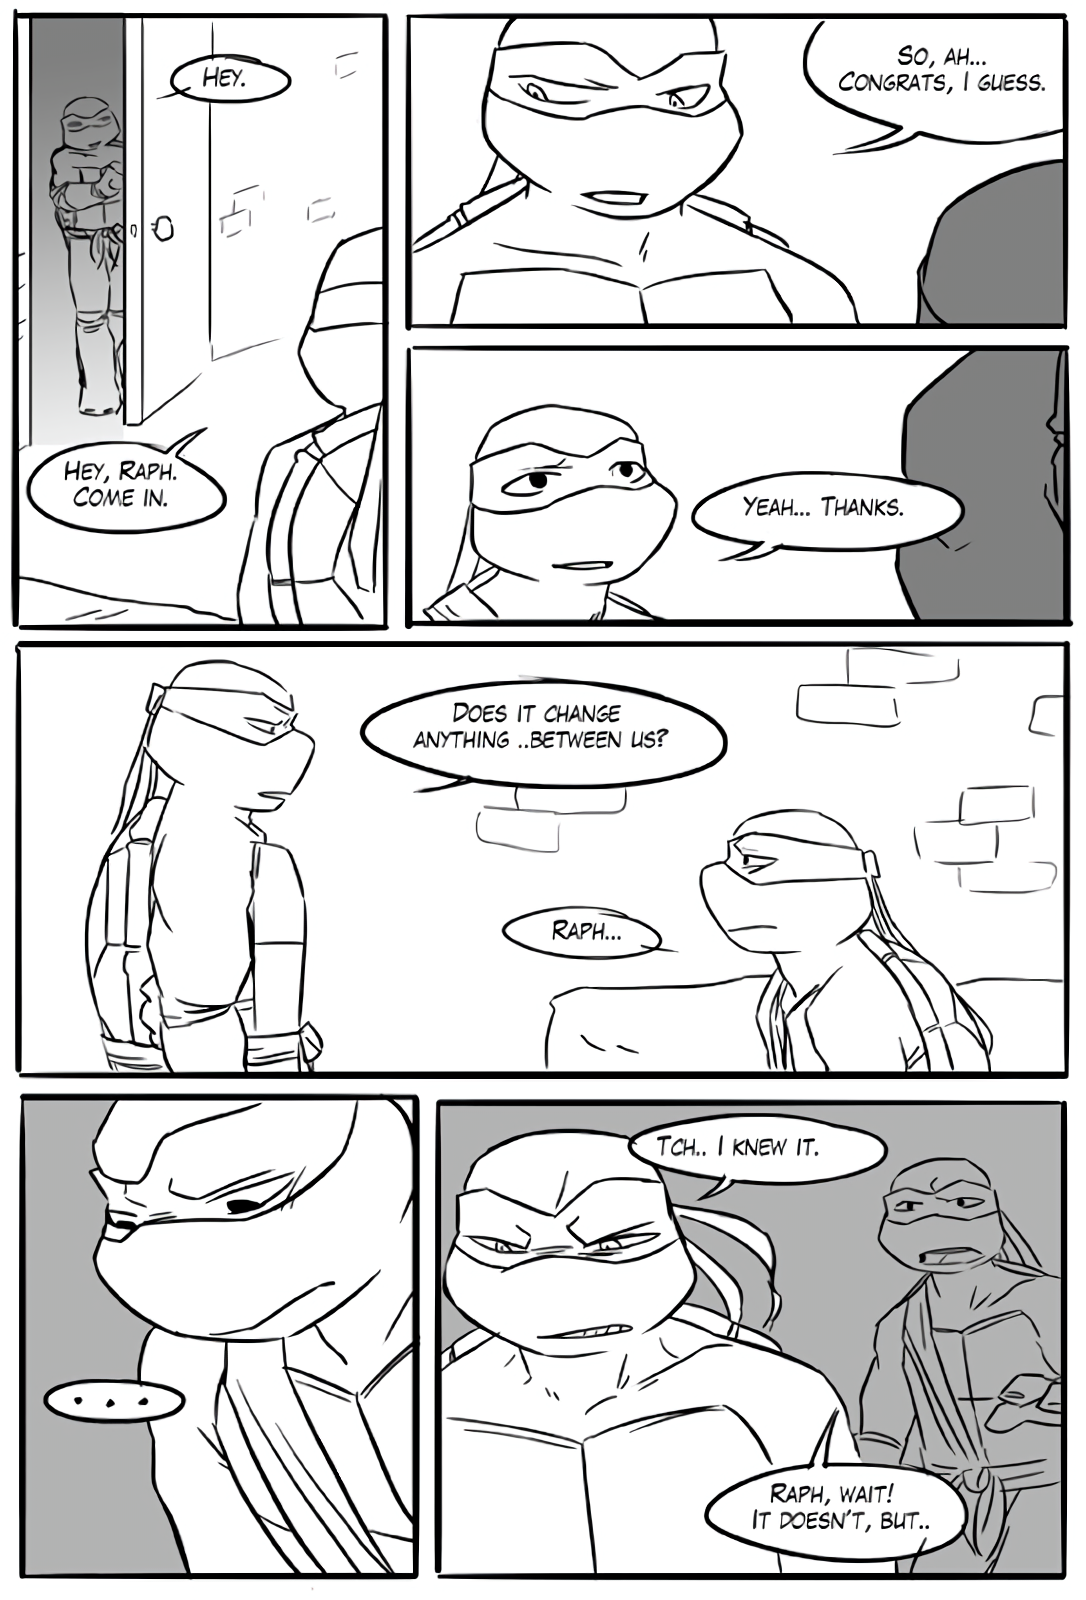 Hey.
Hey, Raph.
Come in.
So, ah...
Congrats, I guess.
Yeah... Thanks.
Does it change
anything ..between us?
Raph...
. . .
Tch.. I knew it.
Raph, wait!
It doesn't, but..